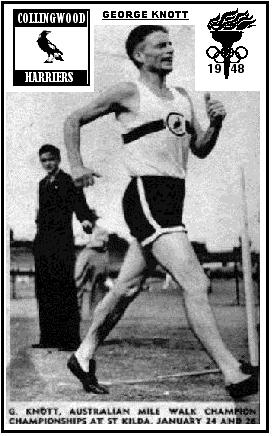 COLLINGWOOD
HARRIERS
GEORGE KNOTT
1948
G. KNOTT, AUSTRALIAN MILE WALK CHAMPION
CHAMPIONSHIPS AT ST KILDA. JANUARY 24 AND 26